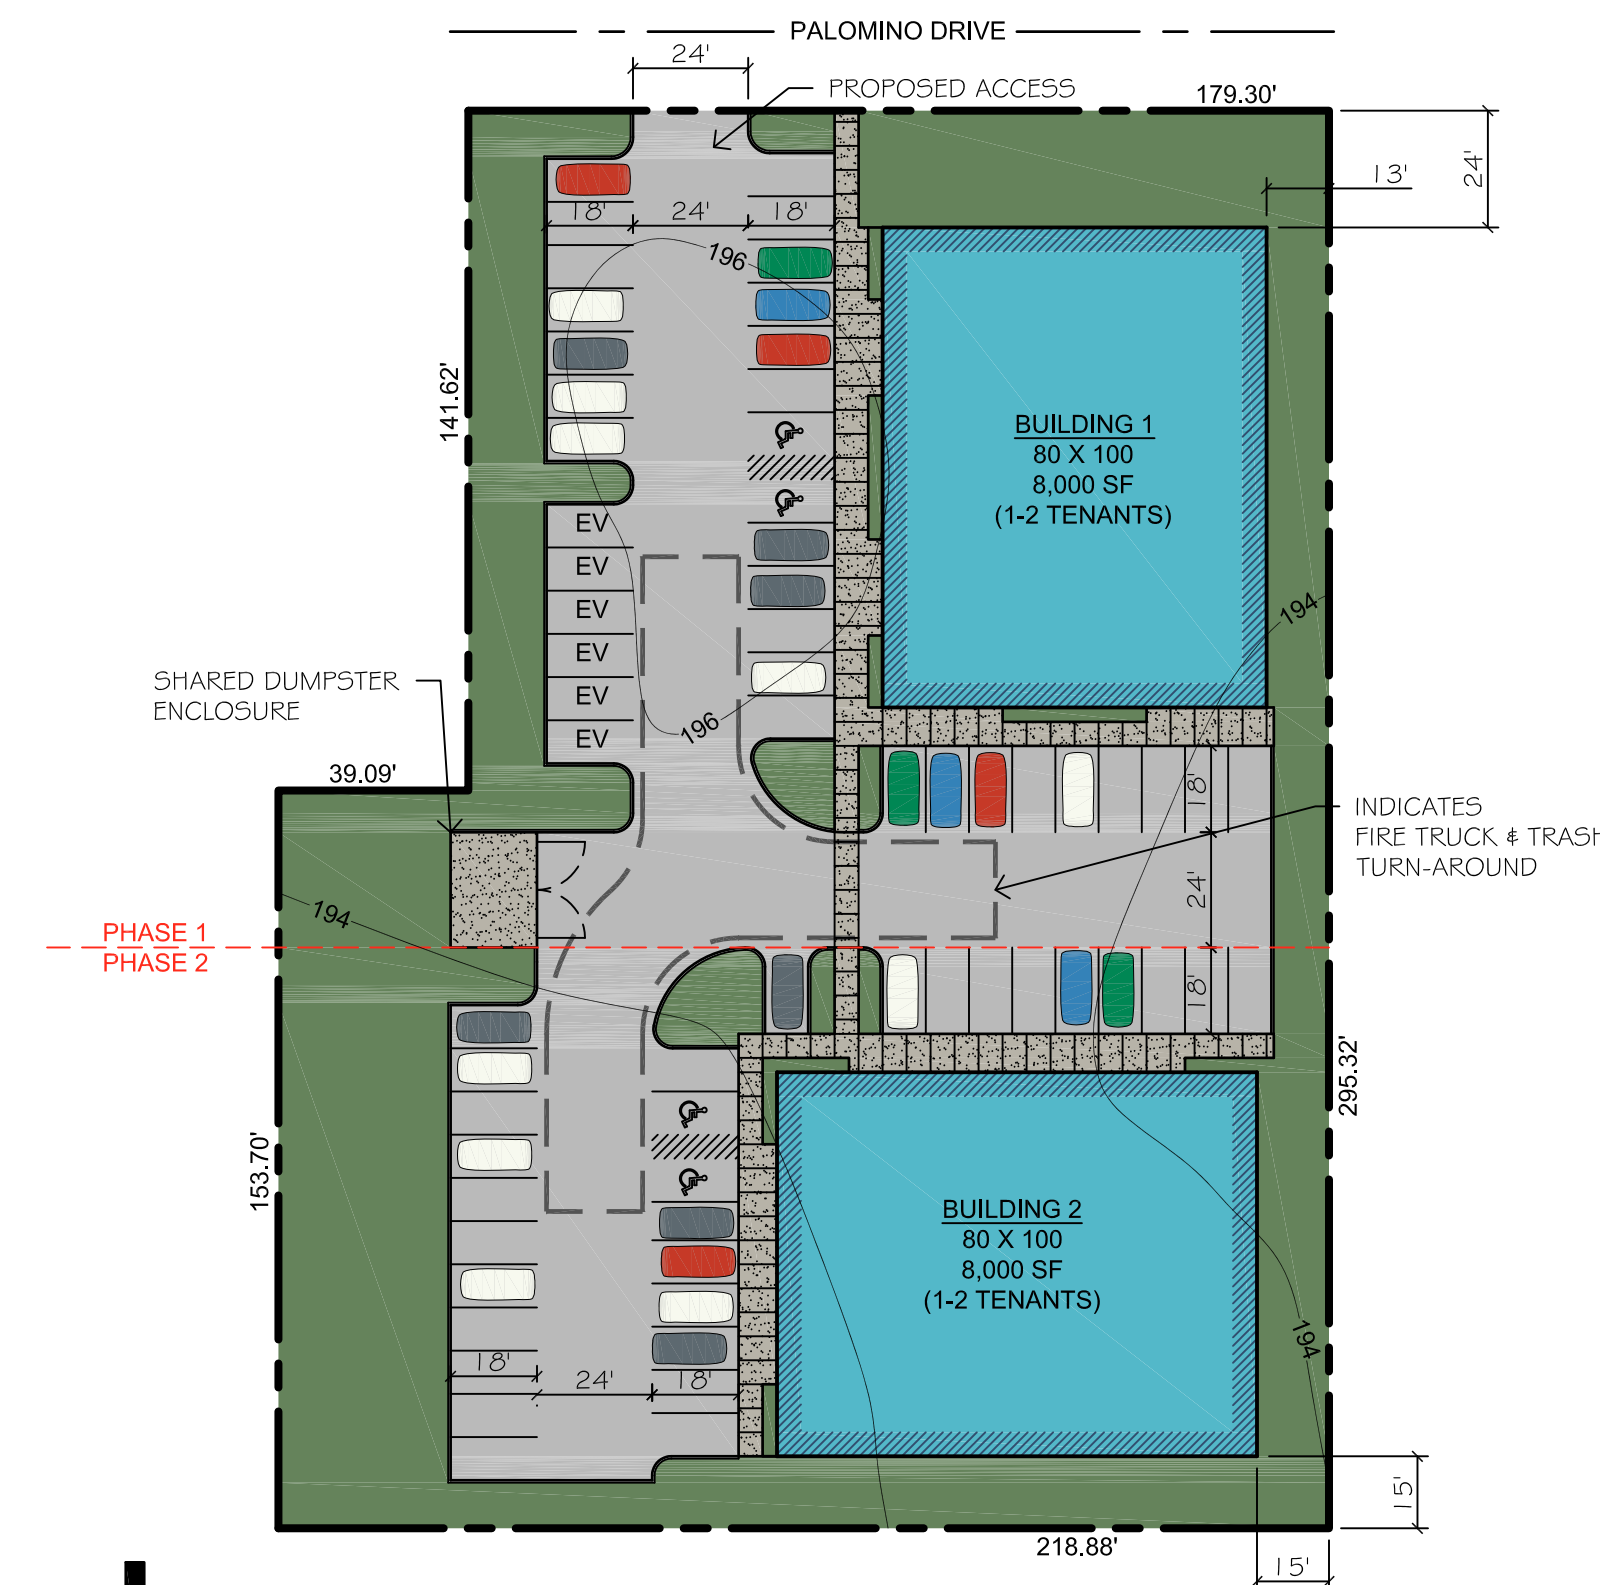 PALOMINO DRIVE
24'
PROPOSED ACCESS
179.30'
13'
24'
18'
24'
18'
196
141.62'
BUILDING 1
80 X 100
8,000 SF
(1-2 TENANTS)
EV
EV
EV
EV
EV
EV
194
SHARED DUMPSTER
ENCLOSURE
196
39.09'
18'
INDICATES
FIRE TRUCK & TRASH
TURN-AROUND
24'
194
PHASE 1
PHASE 2
18'
295.32'
153.70'
BUILDING 2
80 X 100
8,000 SF
(1-2 TENANTS)
194
18'
24'
18'
15'
218.88'
15'